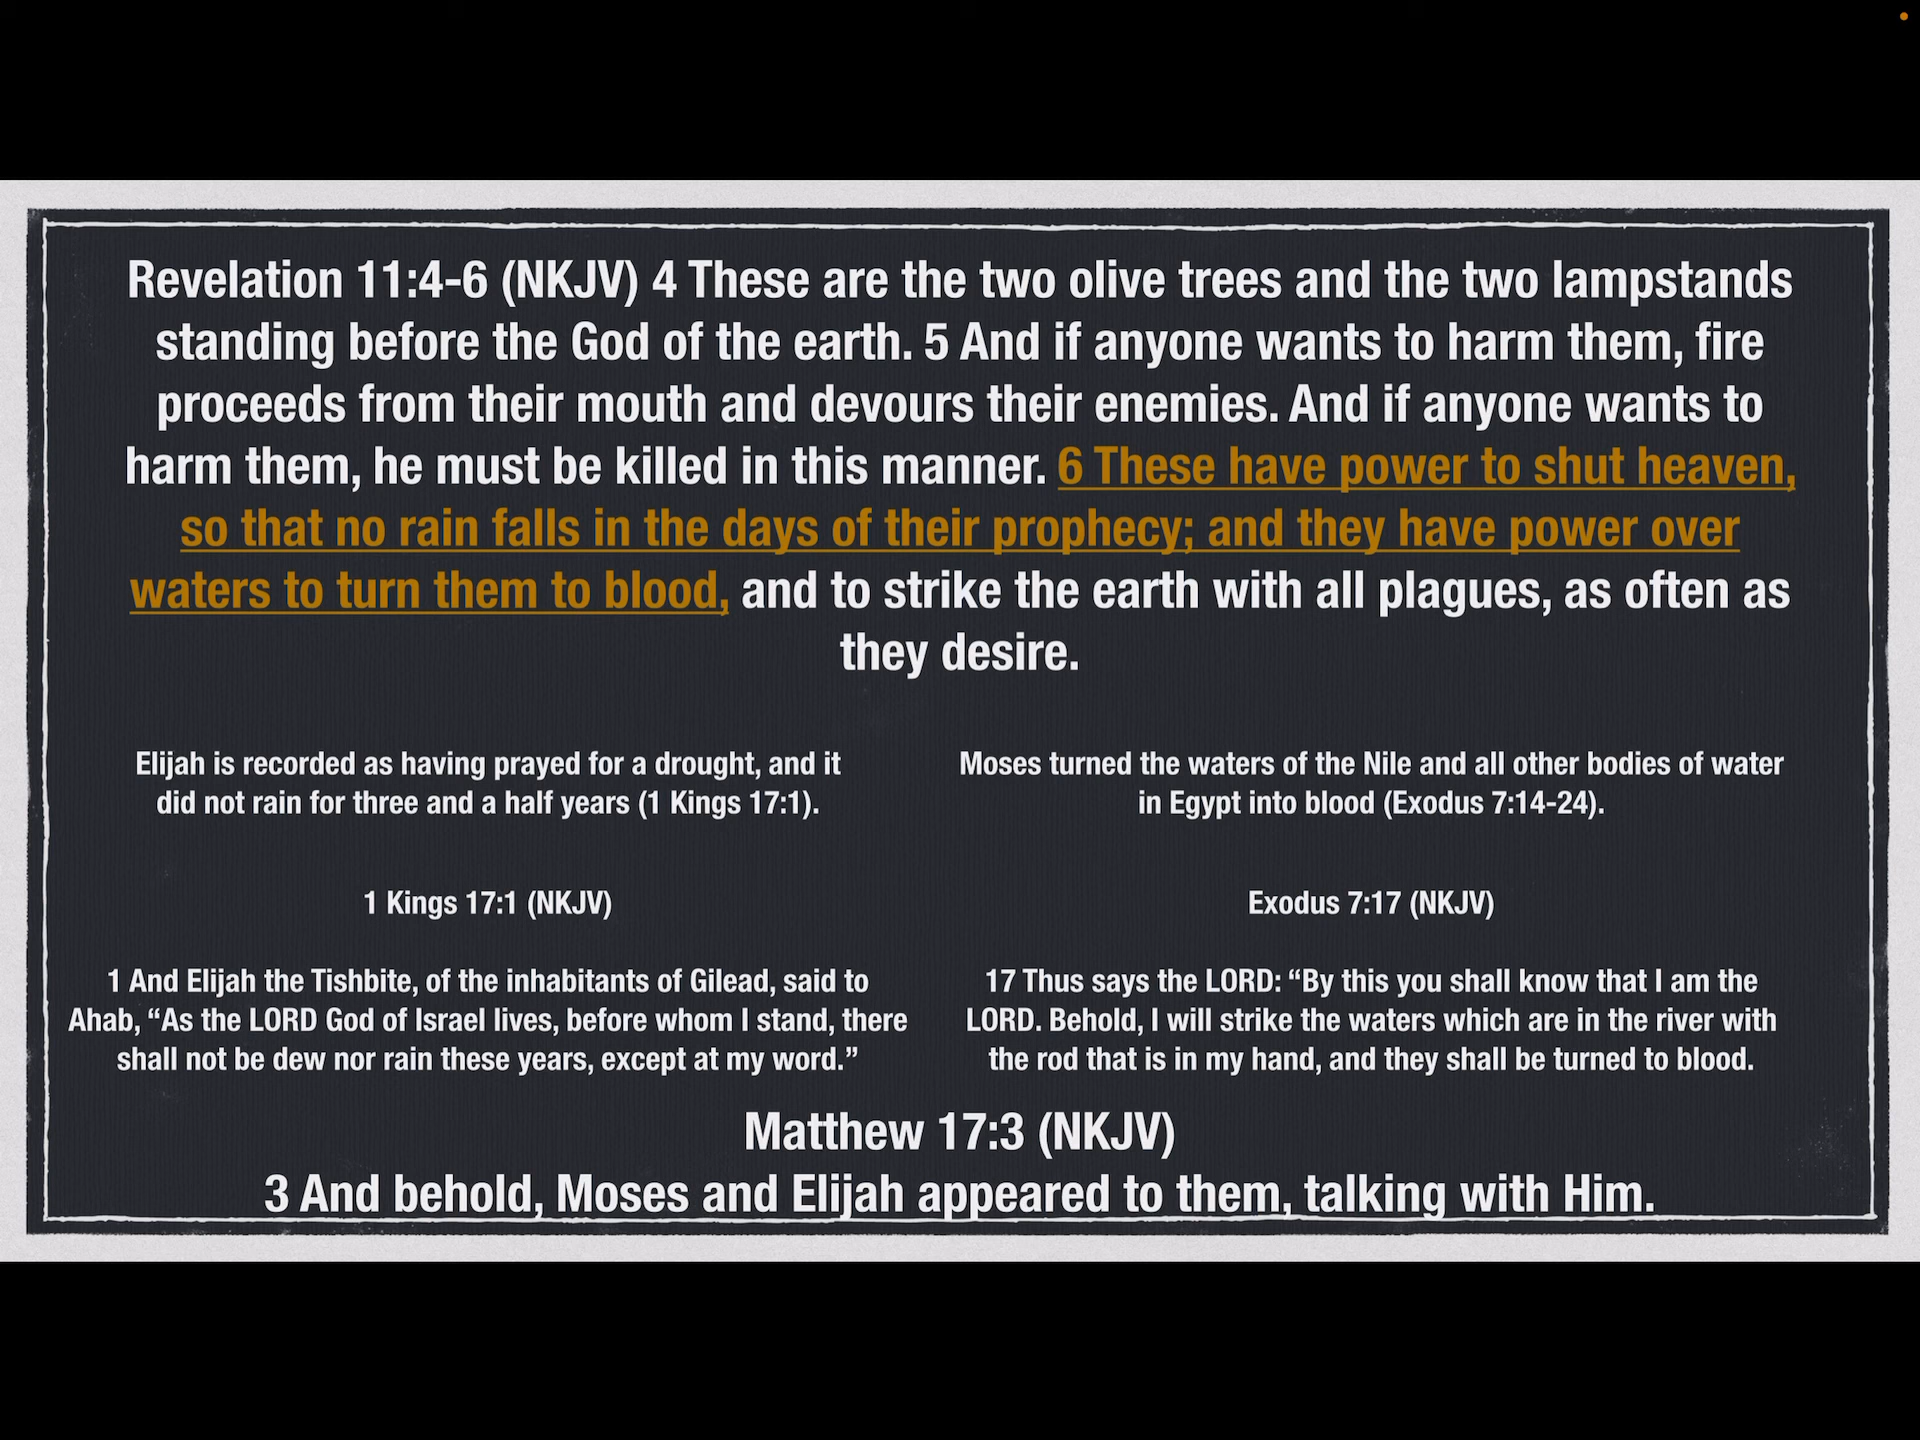 Revelation 11:4-6 (NKJV) 4 These are the two olive trees and the two lampstands
standing before the God of the earth. 5 And if anyone wants to harm them, fire
proceeds from their mouth and devours their enemies. And if anyone wants to
harm them, he must be killed in this manner. 6 These have power to shut heaven,
so that no rain falls in the days of their prophecy; and they have power over
waters to turn them to blood, and to strike the earth with all plagues, as often as
they desire.
Elijah is recorded as having prayed for a drought, and it
did not rain for three and a half years (1 Kings 17:1).
1 Kings 17:1 (NKJV)
1 And Elijah the Tishbite, of the inhabitants of Gilead, said to
Ahab, “As the LORD God of Israel lives, before whom I stand, there
shall not be dew nor rain these years, except at my word.”
Moses turned the waters of the Nile and all other bodies of water
in Egypt into blood (Exodus 7:14-24).
Exodus 7:17 (NKJV)
17 Thus says the LORD: “By this you shall know that I am the
LORD. Behold, I will strike the waters which are in the river with
the rod that is in my hand, and they shall be turned to blood.
Matthew 17:3 (NKJV)
3 And behold, Moses and Elijah appeared to them, talking with Him.